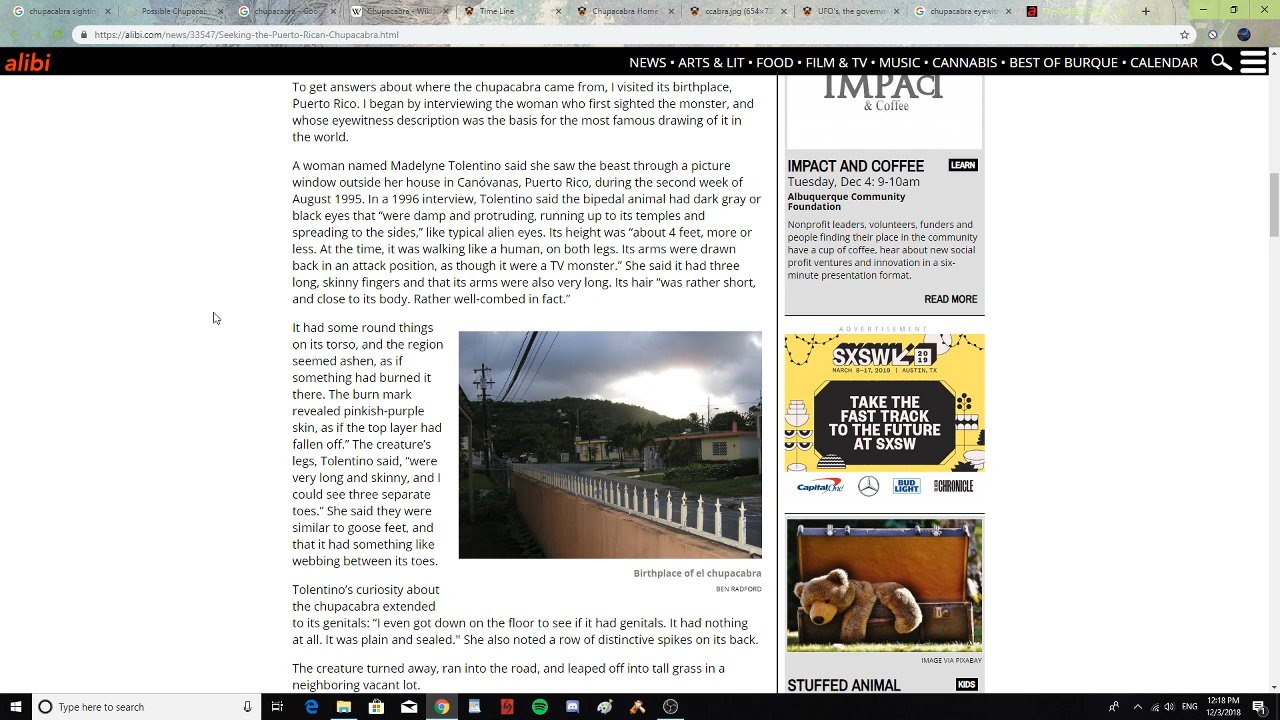 chupacabra sightin
Possible Chupacab
chupacabra - Goo
Chupacabra - Wiki
Time Line
Chupacabra Home
ccabra.jpg (654×7
UFO's, the governm
chupacabra eyewit
https://alibi.com/news/33547/Seeking-the-Puerto-Rican-Chupacabra.html
alibi
NEWS • ARTS & LIT • FOOD • FILM & TV • MUSIC • CANNABIS • BEST OF BURQUE • CALENDAR
To get answers about where the chupacabra came from, I visited its birthplace,
Puerto Rico. I began by interviewing the woman who first sighted the monster, and
whose eyewitness description was the basis for the most famous drawing of it in
the world.
A woman named Madelyne Tolentino said she saw the beast through a picture
window outside her house in Canóvanas, Puerto Rico, during the second week of
August 1995. In a 1996 interview, Tolentino said the bipedal animal had dark gray or
black eyes that “were damp and protruding, running up to its temples and
spreading to the sides,” like typical alien eyes. Its height was “about 4 feet, more or
less. At the time, it was walking like a human, on both legs. Its arms were drawn
back in an attack position, as though it were a TV monster.” She said it had three
long, skinny fingers and that its arms were also very long. Its hair “was rather short,
and close to its body. Rather well-combed in fact.”
It had some round things
on its torso, and the region
seemed ashen, as if
something had burned it
there. The burn mark
revealed pinkish-purple
skin, as if the top layer had
fallen off.” The creature’s
legs, Tolentino said, “were
very long and skinny, and I
could see three separate
toes.” She said they were
similar to goose feet, and
that it had something like
webbing between its toes.
Birthplace of el chupacabra
BEN RADFORD
Tolentino’s curiosity about
the chupacabra extended
to its genitals: “I even got down on the floor to see if it had genitals. It had nothing
at all. It was plain and sealed." She also noted a row of distinctive spikes on its back.
The creature turned away, ran into the road, and leaped off into tall grass in a
neighboring vacant lot.
IMPACT
& Coffee
IMPACT AND COFFEE
LEARN
Tuesday, Dec 4: 9-10am
Albuquerque Community
Foundation
Nonprofit leaders, volunteers, funders and
people finding their place in the community
have a cup of coffee, hear about new social
profit ventures and innovation in a six-
minute presentation format.
READ MORE
ADVERTISEMENT
SXSW 2019
MARCH 8-17, 2019 | AUSTIN, TX
TAKE THE
FAST TRACK
TO THE FUTURE
AT SXSW
Capital One
BUD LIGHT
CHRONICLE
IMAGE VIA PIXABAY
STUFFED ANIMAL
KIDS
Type here to search
ENG
12:18 PM
12/3/2018